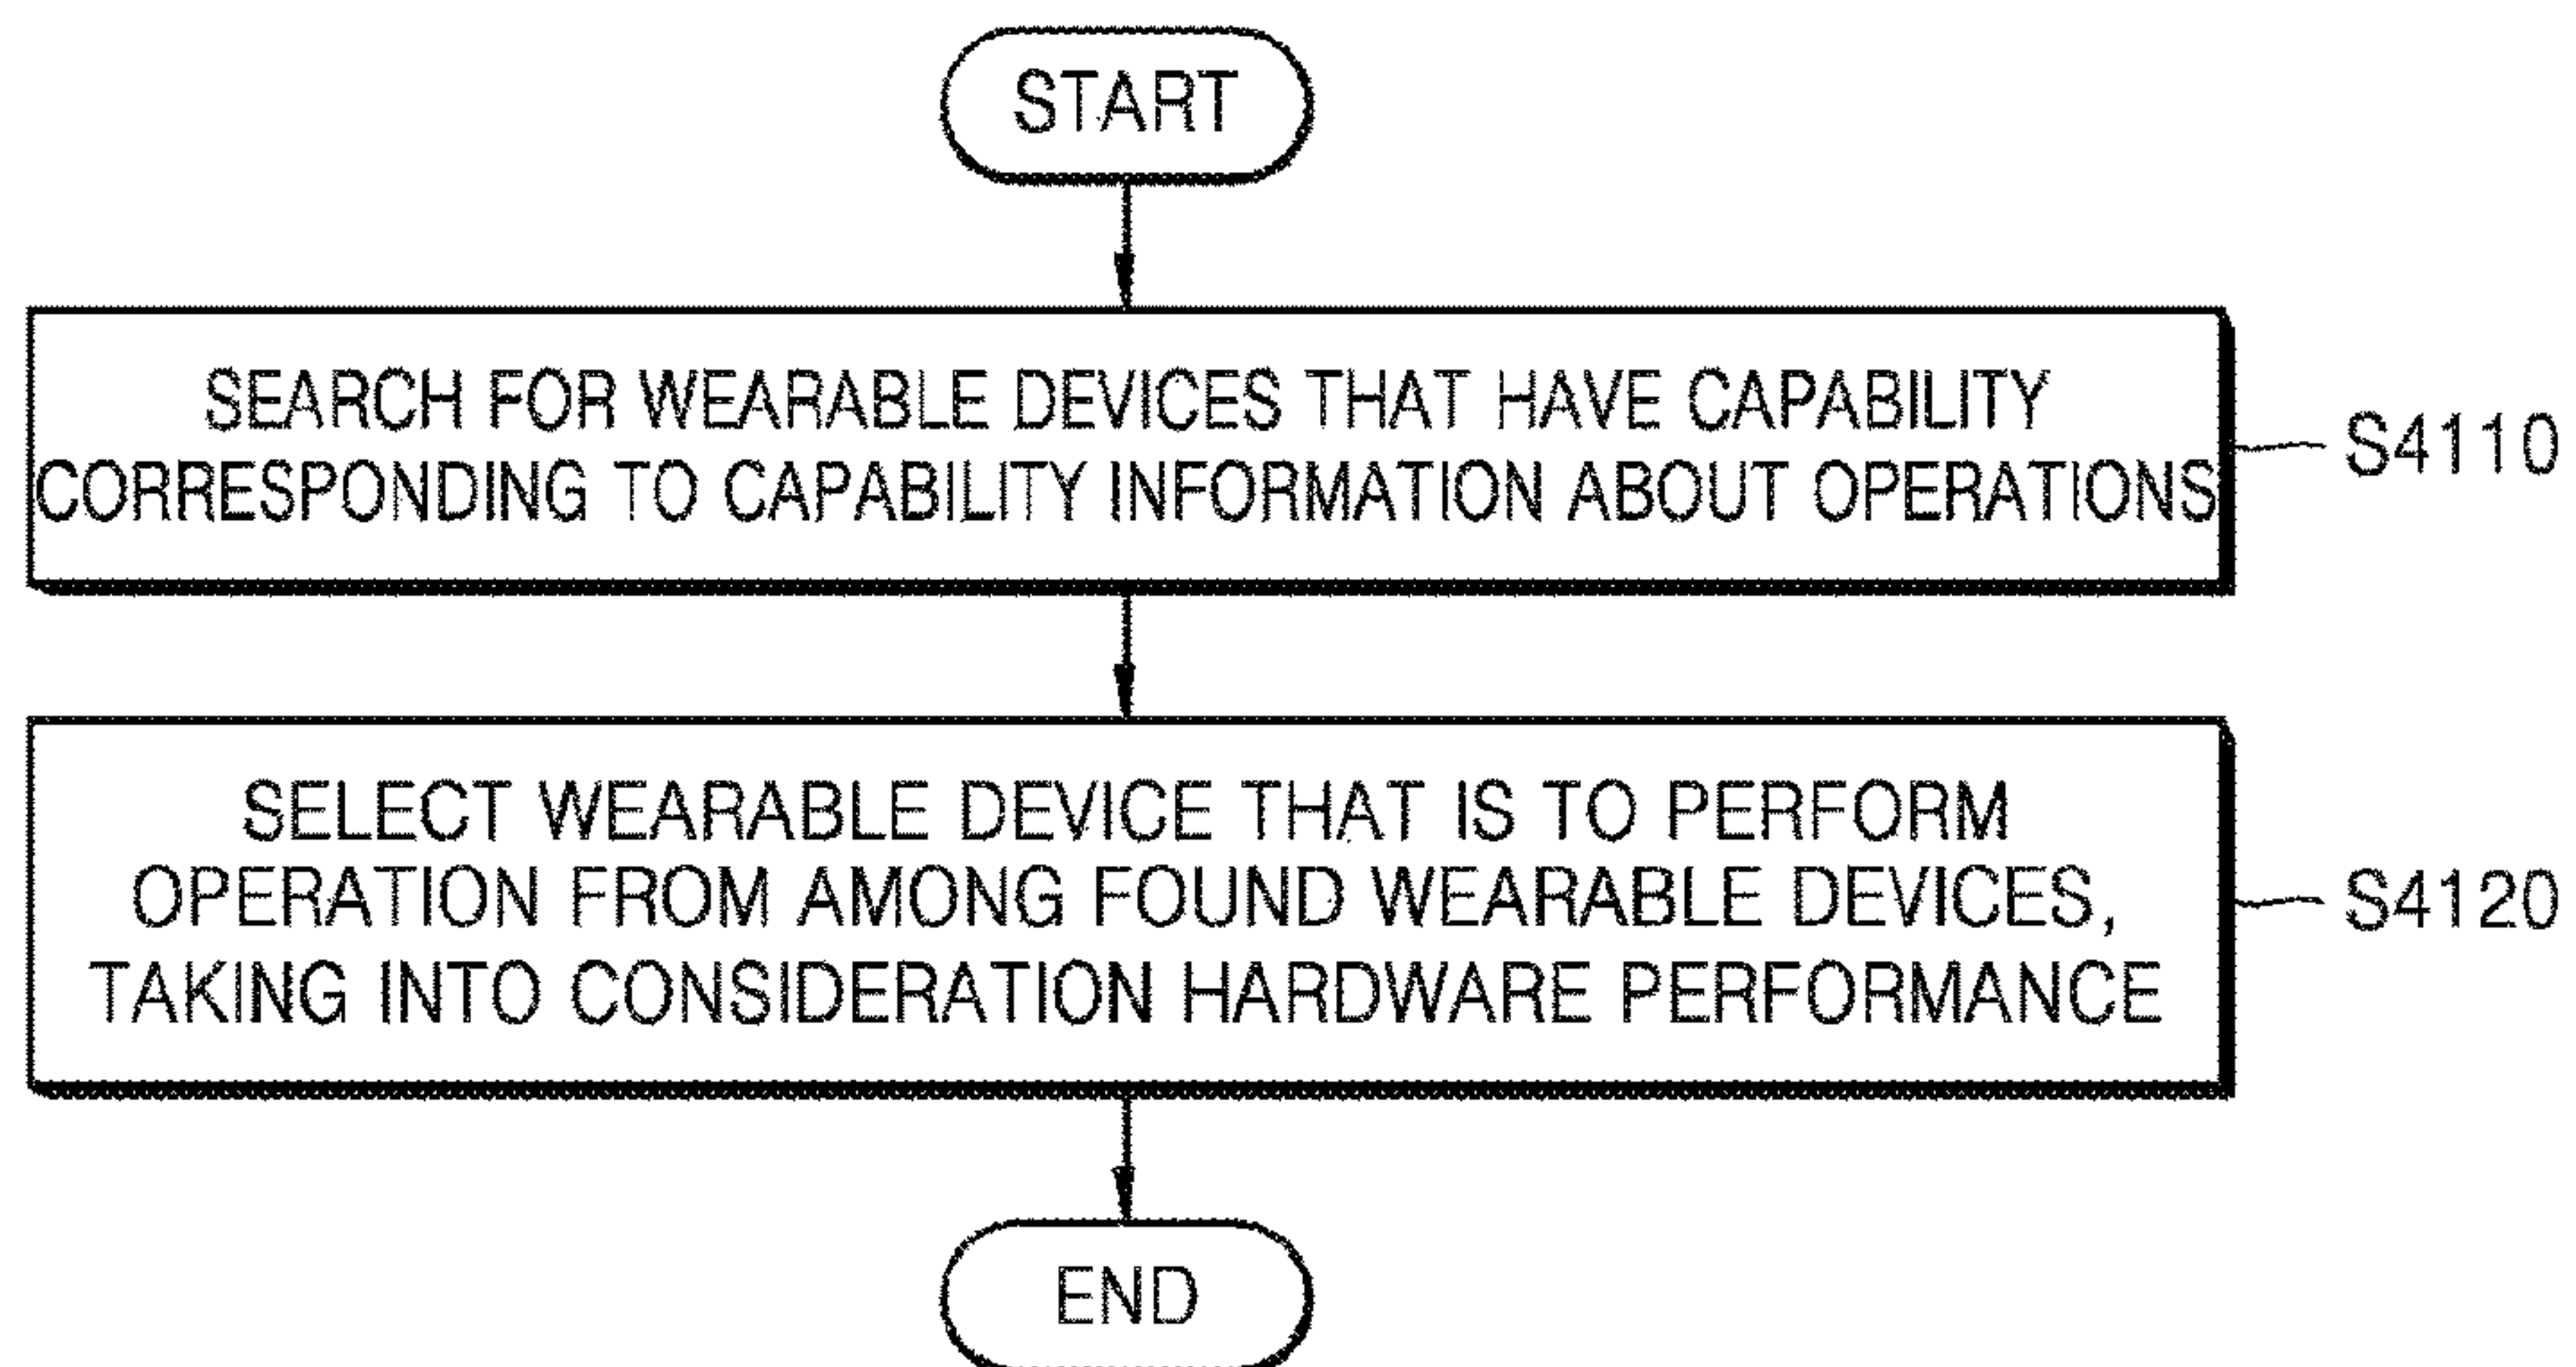 START
SEARCH FOR WEARABLE DEVICES THAT HAVE CAPABILITY
CORRESPONDING TO CAPABILITY INFORMATION ABOUT OPERATIONS
S4110
SELECT WEARABLE DEVICE THAT IS TO PERFORM
OPERATION FROM AMONG FOUND WEARABLE DEVICES,
TAKING INTO CONSIDERATION HARDWARE PERFORMANCE
S4120
END